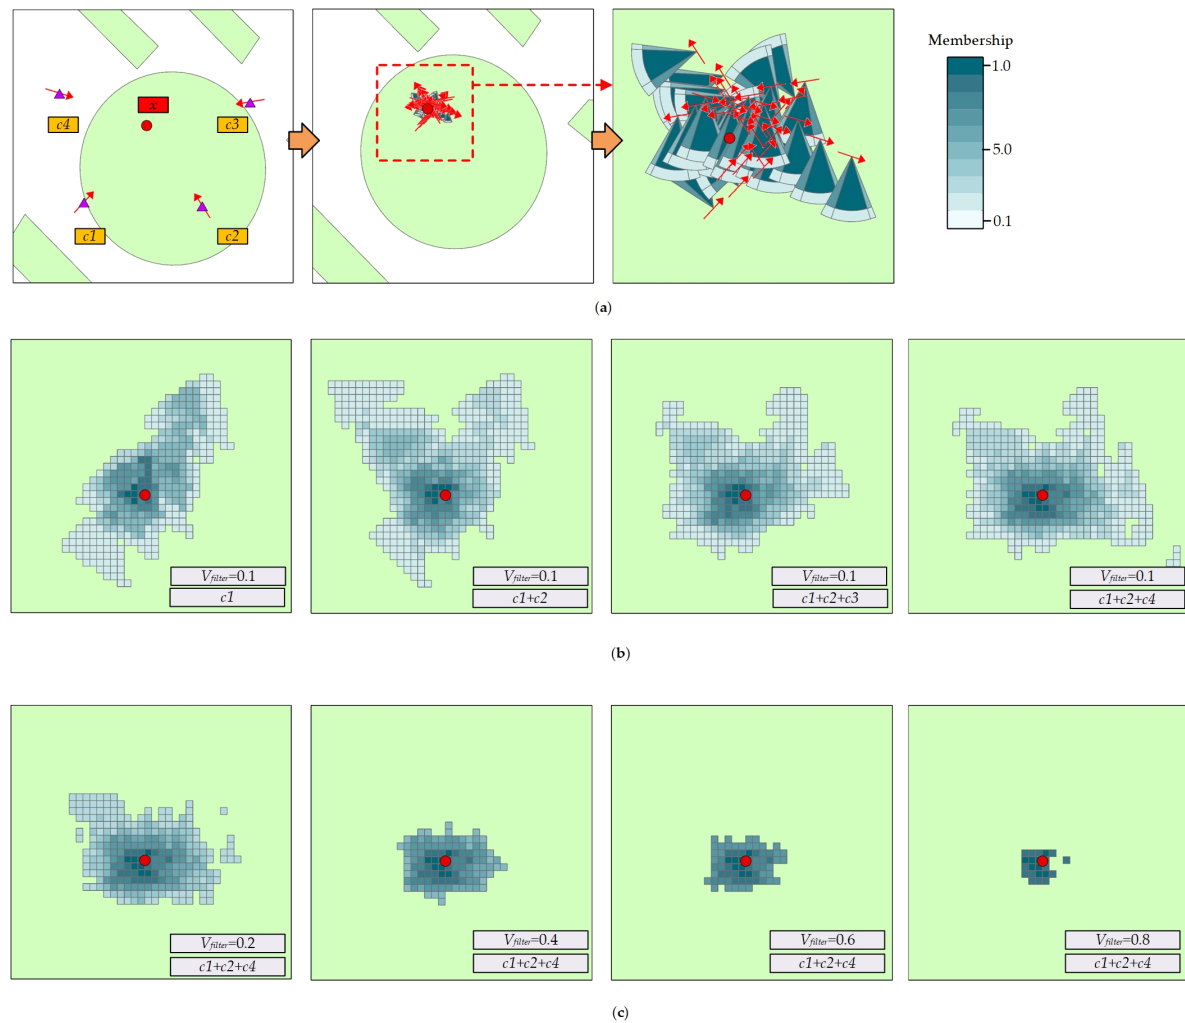 Membership
1.0
5.0
0.1
x
c4
c3
c1
c2
(a)
V_filter=0.1
c1
V_filter=0.1
c1+c2
V_filter=0.1
c1+c2+c3
V_filter=0.1
c1+c2+c4
(b)
V_filter=0.2
c1+c2+c4
V_filter=0.4
c1+c2+c4
V_filter=0.6
c1+c2+c4
V_filter=0.8
c1+c2+c4
(c)